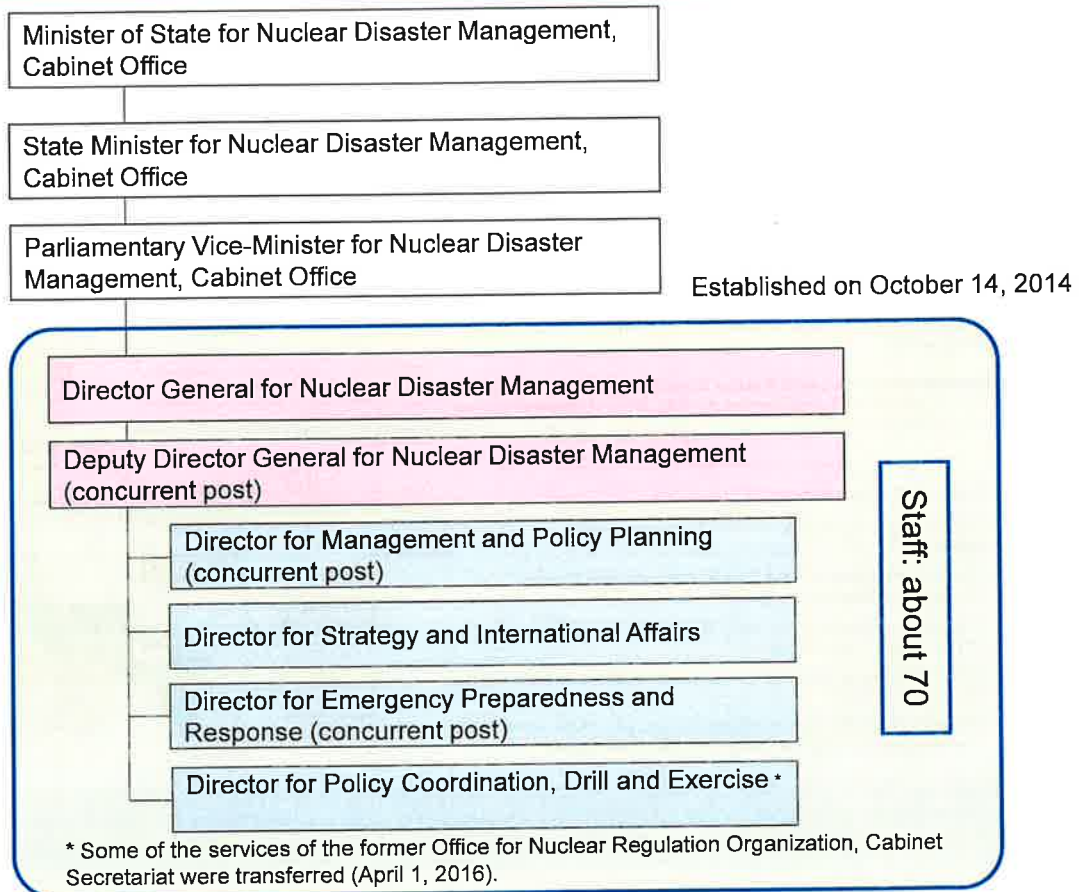 Minister of State for Nuclear Disaster Management,
Cabinet Office
State Minister for Nuclear Disaster Management,
Cabinet Office
Parliamentary Vice-Minister for Nuclear Disaster
Management, Cabinet Office
Established on October 14, 2014
Director General for Nuclear Disaster Management
Deputy Director General for Nuclear Disaster Management
(concurrent post)
Director for Management and Policy Planning
(concurrent post)
Director for Strategy and International Affairs
Director for Emergency Preparedness and
Response (concurrent post)
Director for Policy Coordination, Drill and Exercise *
Staff: about 70
* Some of the services of the former Office for Nuclear Regulation Organization, Cabinet
Secretariat were transferred (April 1, 2016).